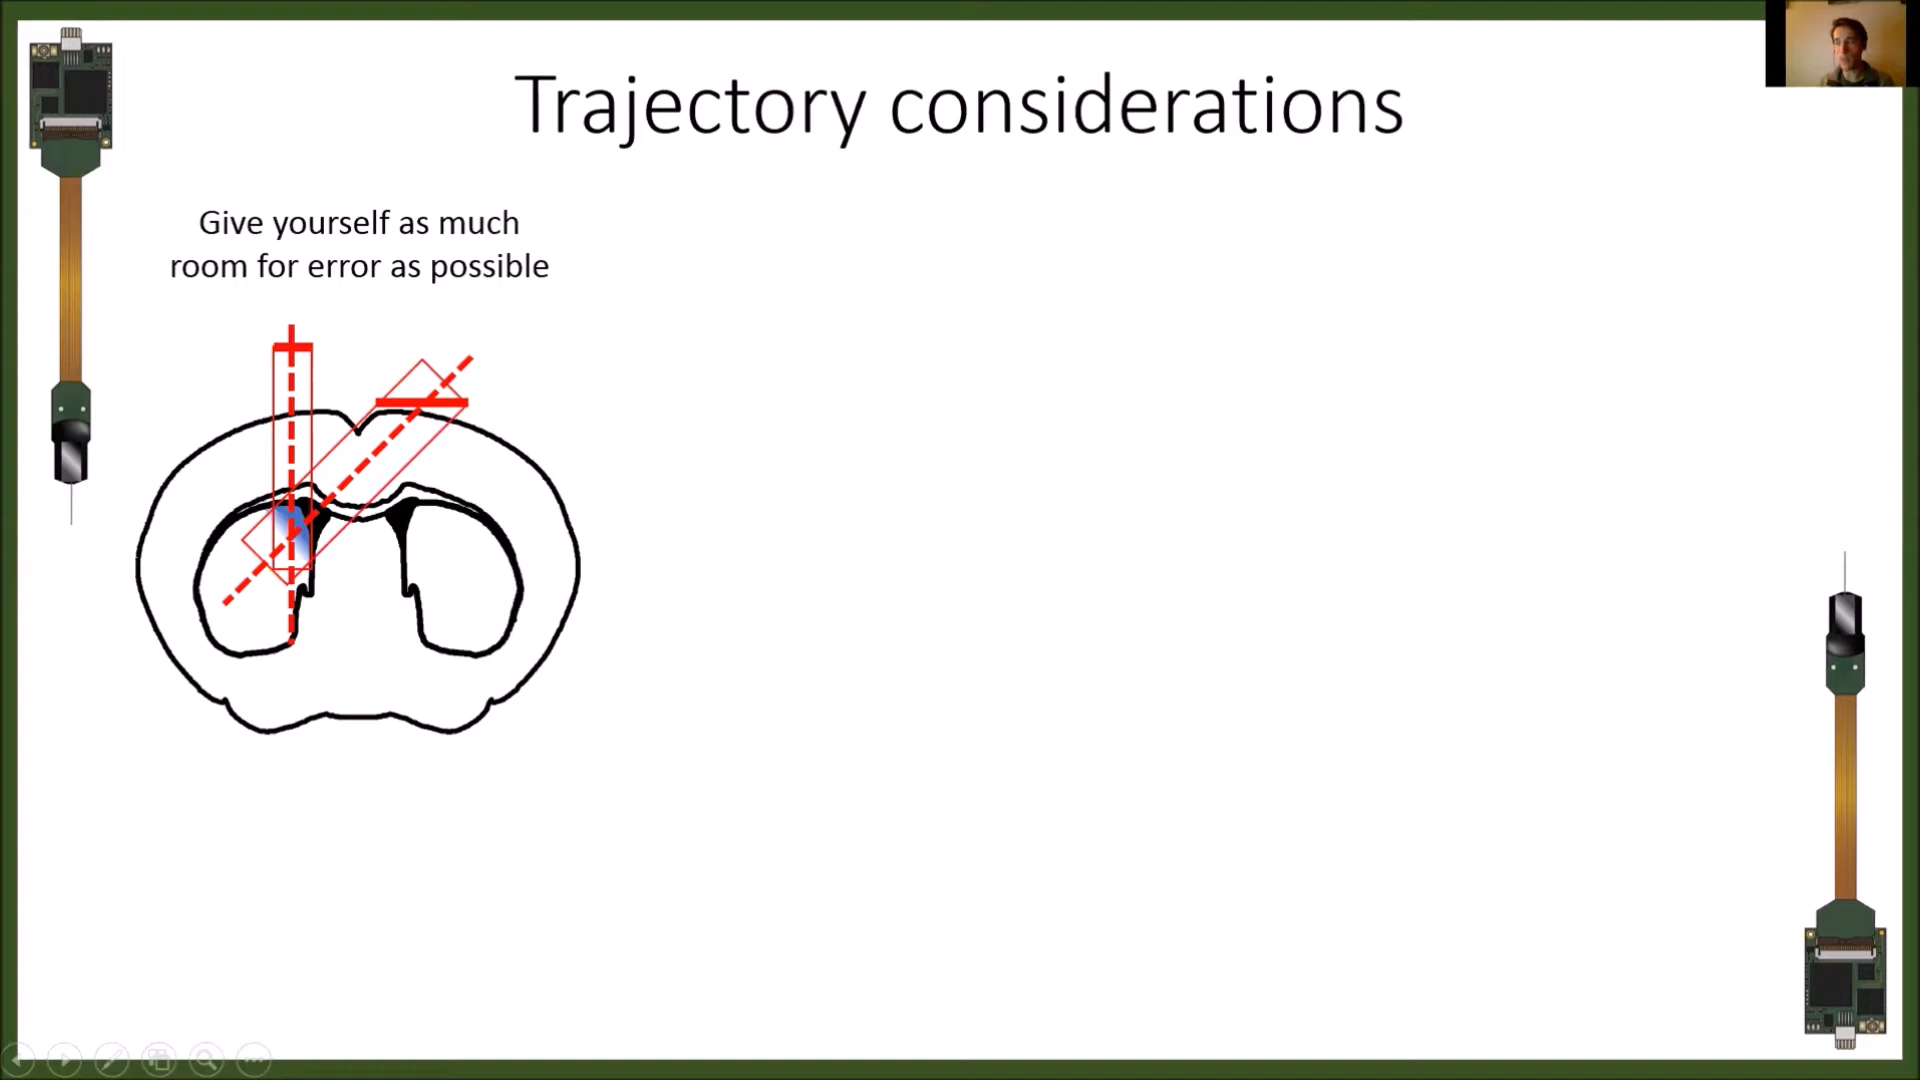 Trajectory considerations
Give yourself as much
room for error as possible